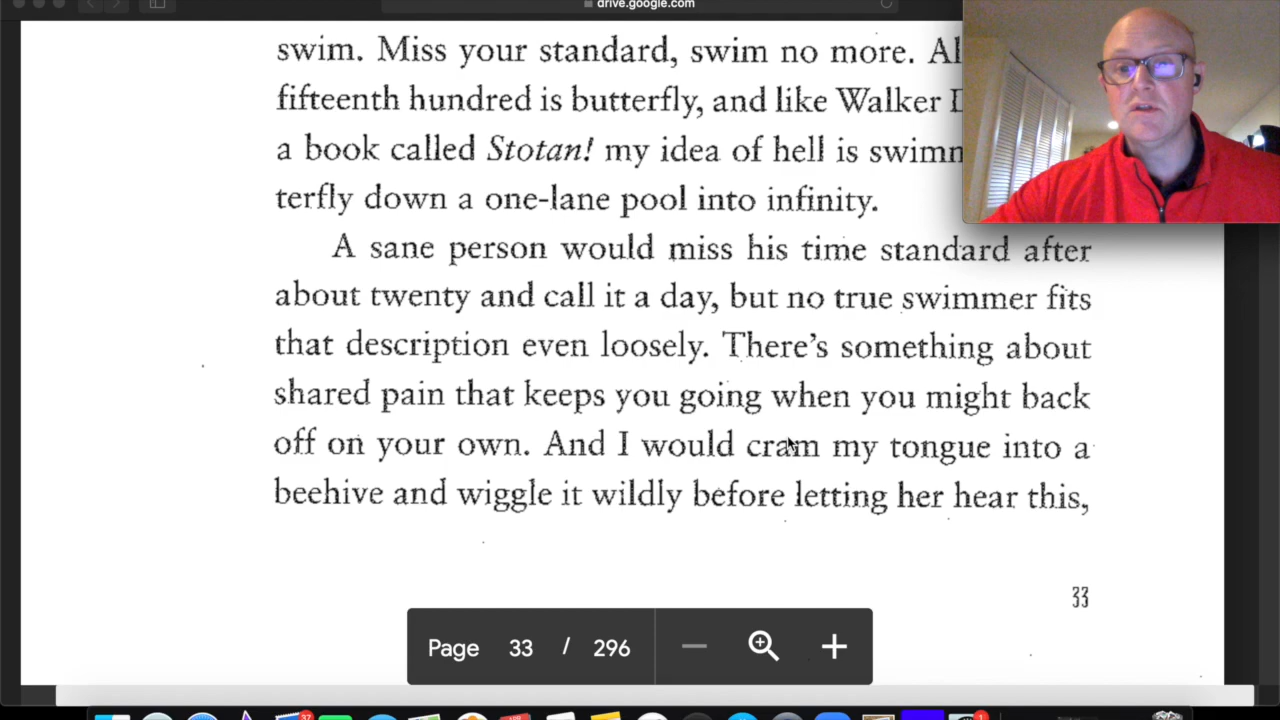 drive.google.com
swim. Miss your standard, swim no more. Al
fifteenth hundred is butterfly, and like Walker
a book called Stotan! my idea of hell is swimm
terfly down a one-lane pool into infinity.
A sane person would miss his time standard after
about twenty and call it a day, but no true swimmer fits
that description even loosely. There's something about
shared pain that keeps you going when you might back
off on your own. And I would cram my tongue into a
beehive and wiggle it wildly before letting her hear this,
33
Page 33 / 296
37
1